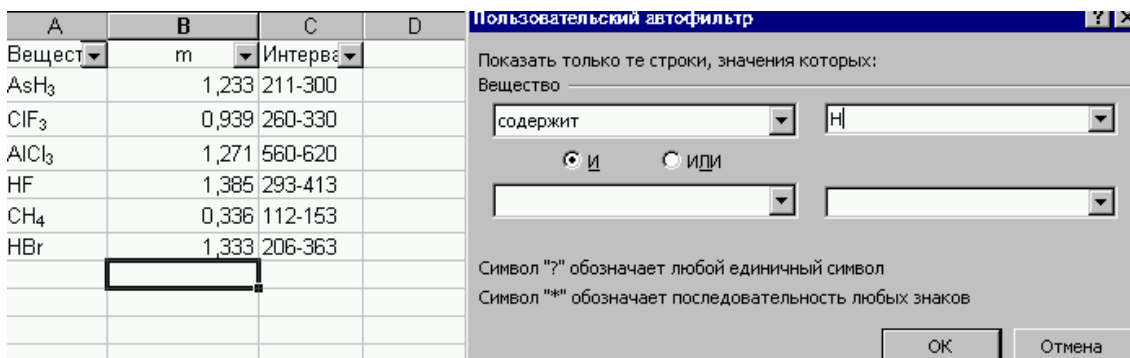 A B C D
Вещест m Интерва
AsH₃ 1,233 211-300
ClF₃ 0,939 260-330
AlCl₃ 1,271 560-620
HF 1,385 293-413
CH₄ 0,336 112-153
HBr 1,333 206-363
Пользовательский автофильтр
Показать только те строки, значения которых:
Вещество
содержит H
И ИЛИ
Символ "?" обозначает любой единичный символ
Символ "*" обозначает последовательность любых знаков
ОК Отмена